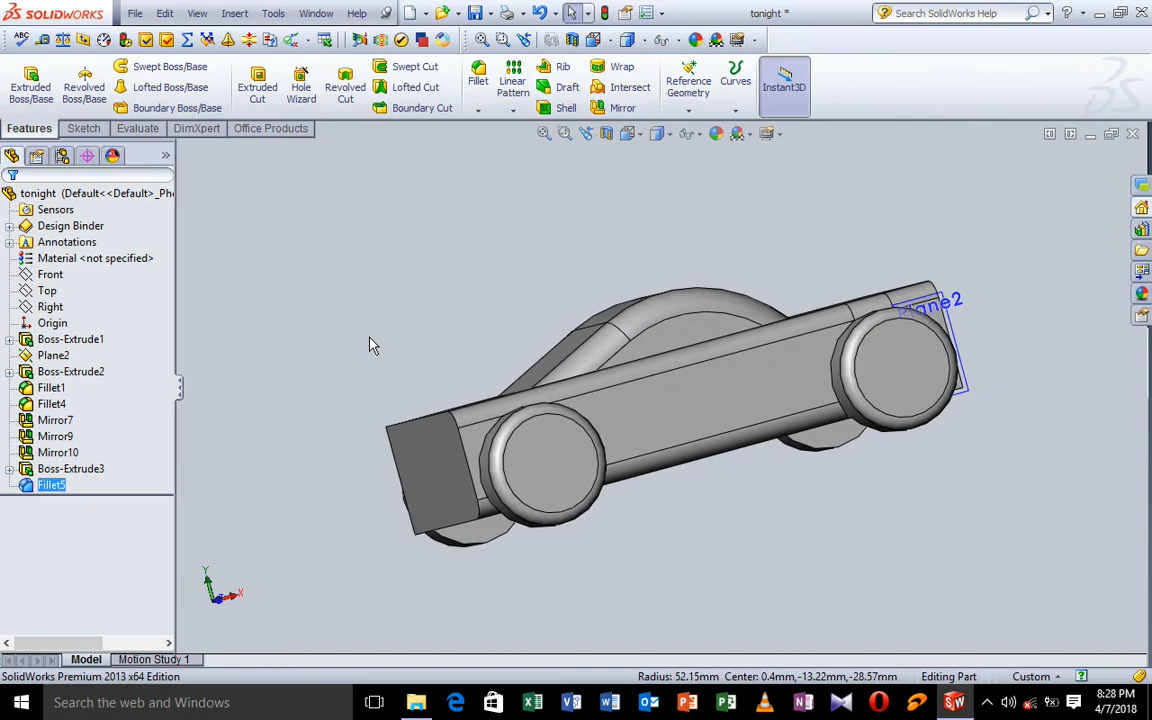 SOLIDWORKS File Edit View Insert Tools Window Help tonight * Search SolidWorks Help
Extruded Boss/Base
Revolved Boss/Base
Swept Boss/Base
Lofted Boss/Base
Boundary Boss/Base
Extruded Cut
Hole Wizard
Revolved Cut
Swept Cut
Lofted Cut
Boundary Cut
Fillet
Linear Pattern
Rib
Draft
Shell
Wrap
Intersect
Mirror
Reference Geometry
Curves
Instant3D
Features Sketch Evaluate DimXpert Office Products
tonight (Default<<Default>_Pho
Sensors
Design Binder
Annotations
Material <not specified>
Front
Top
Right
Origin
Boss-Extrude1
Plane2
Boss-Extrude2
Fillet1
Fillet4
Mirror7
Mirror9
Mirror10
Boss-Extrude3
Fillet5
Plane2
Y
X
Model Motion Study 1
SolidWorks Premium 2013 x64 Edition Radius: 52.15mm Center: 0.4mm,-13.22mm,-28.57mm Editing Part Custom
Search the web and Windows
8:28 PM
4/7/2018